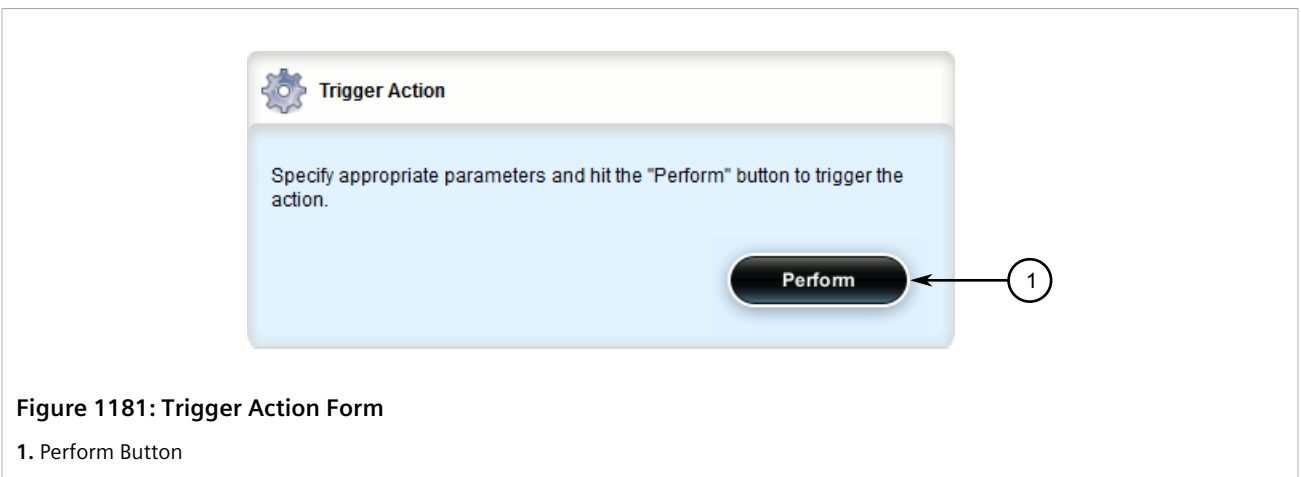 Trigger Action
Specify appropriate parameters and hit the "Perform" button to trigger the
action.
Perform
1
Figure 1181: Trigger Action Form
1. Perform Button